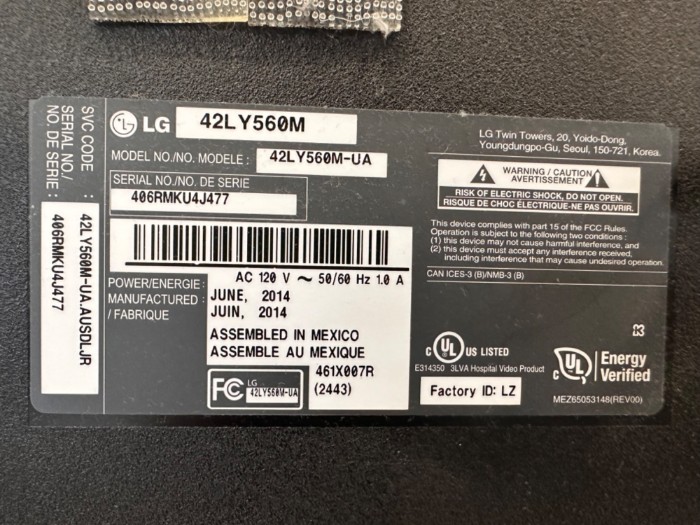 LG 42LY560M
MODEL NO./NO. MODELE : 42LY560M-UA
SERIAL NO./NO. DE SERIE
406RMKU4J477
POWER/ENERGIE : AC 120 V ~ 50/60 Hz 1.0 A
MANUFACTURED : JUNE, 2014
/ FABRIQUE JUIN, 2014
ASSEMBLED IN MEXICO
ASSEMBLE AU MEXIQUE
FC LG
42LY560M-UA
461X007R
(2443)
SVC CODE : 42LY560M-UA.AUSDLJR
SERIAL NO./
NO. DE SERIE : 406RMKU4J477
LG Twin Towers, 20, Yoido-Dong,
Youngdungpo-Gu, Seoul, 150-721, Korea.
WARNING / CAUTION
AVERTISSEMENT
RISK OF ELECTRIC SHOCK, DO NOT OPEN.
RISQUE DE CHOC ÉLECTRIQUE-NE PAS OUVRIR.
This device complies with part 15 of the FCC Rules.
Operation is subject to the following two conditions :
(1) this device may not cause harmful interference, and
(2) this device must accept any interference received,
including interference that may cause undesired operation.
CAN ICES-3 (B)/NMB-3 (B)
c UL US LISTED
E314350 3LVA Hospital Video Product
Factory ID: LZ
c UL Energy
Verified
MEZ65053148(REV00)